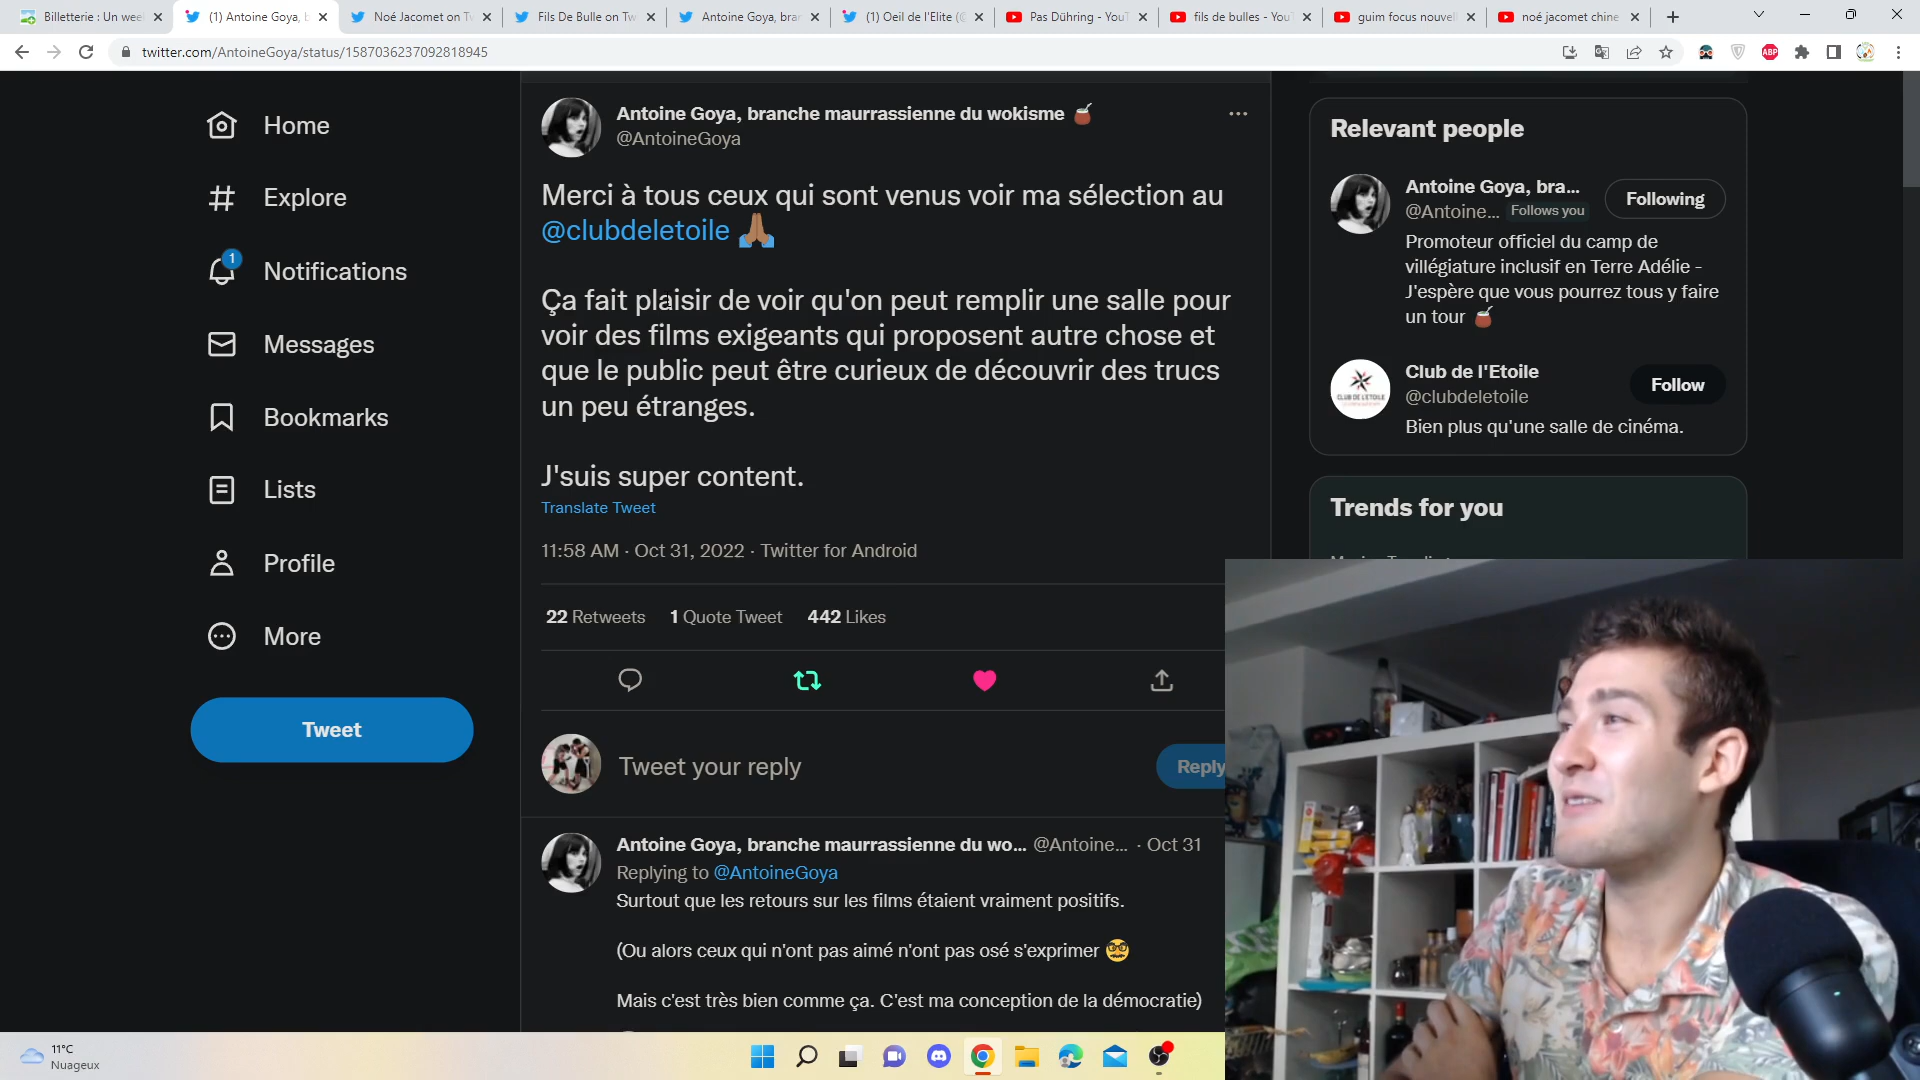 Billetterie : Un wee
(1) Antoine Goya, b
Noé Jacomet on Tw
Fils De Bulle on Tw
Antoine Goya, bran
(1) Oeil de l'Elite (@
Pas Dühring - YouT
fils de bulles - YouT
guim focus nouvel
noé jacomet chine
twitter.com/AntoineGoya/status/1587036237092818945
ABP
Home
Explore
1
Notifications
Messages
Bookmarks
Lists
Profile
More
Tweet
Antoine Goya, branche maurrassienne du wokisme 🧉
@AntoineGoya
Merci à tous ceux qui sont venus voir ma sélection au
@clubdeletoile 🙏🏽
Ça fait plaisir de voir qu'on peut remplir une salle pour
voir des films exigeants qui proposent autre chose et
que le public peut être curieux de découvrir des trucs
un peu étranges.
J'suis super content.
Translate Tweet
11:58 AM · Oct 31, 2022 · Twitter for Android
22 Retweets 1 Quote Tweet 442 Likes
Tweet your reply
Reply
Antoine Goya, branche maurrassienne du wo... @Antoine... · Oct 31
Replying to @AntoineGoya
Surtout que les retours sur les films étaient vraiment positifs.
(Ou alors ceux qui n'ont pas aimé n'ont pas osé s'exprimer 🥸
Mais c'est très bien comme ça. C'est ma conception de la démocratie)
Relevant people
Antoine Goya, bra...
@Antoine... Follows you
Following
Promoteur officiel du camp de
villégiature inclusif en Terre Adélie -
J'espère que vous pourrez tous y faire
un tour 🧉
CLUB DE L'ETOILE
Club de l'Etoile
@clubdeletoile
Follow
Bien plus qu'une salle de cinéma.
Trends for you
11°C
Nuageux